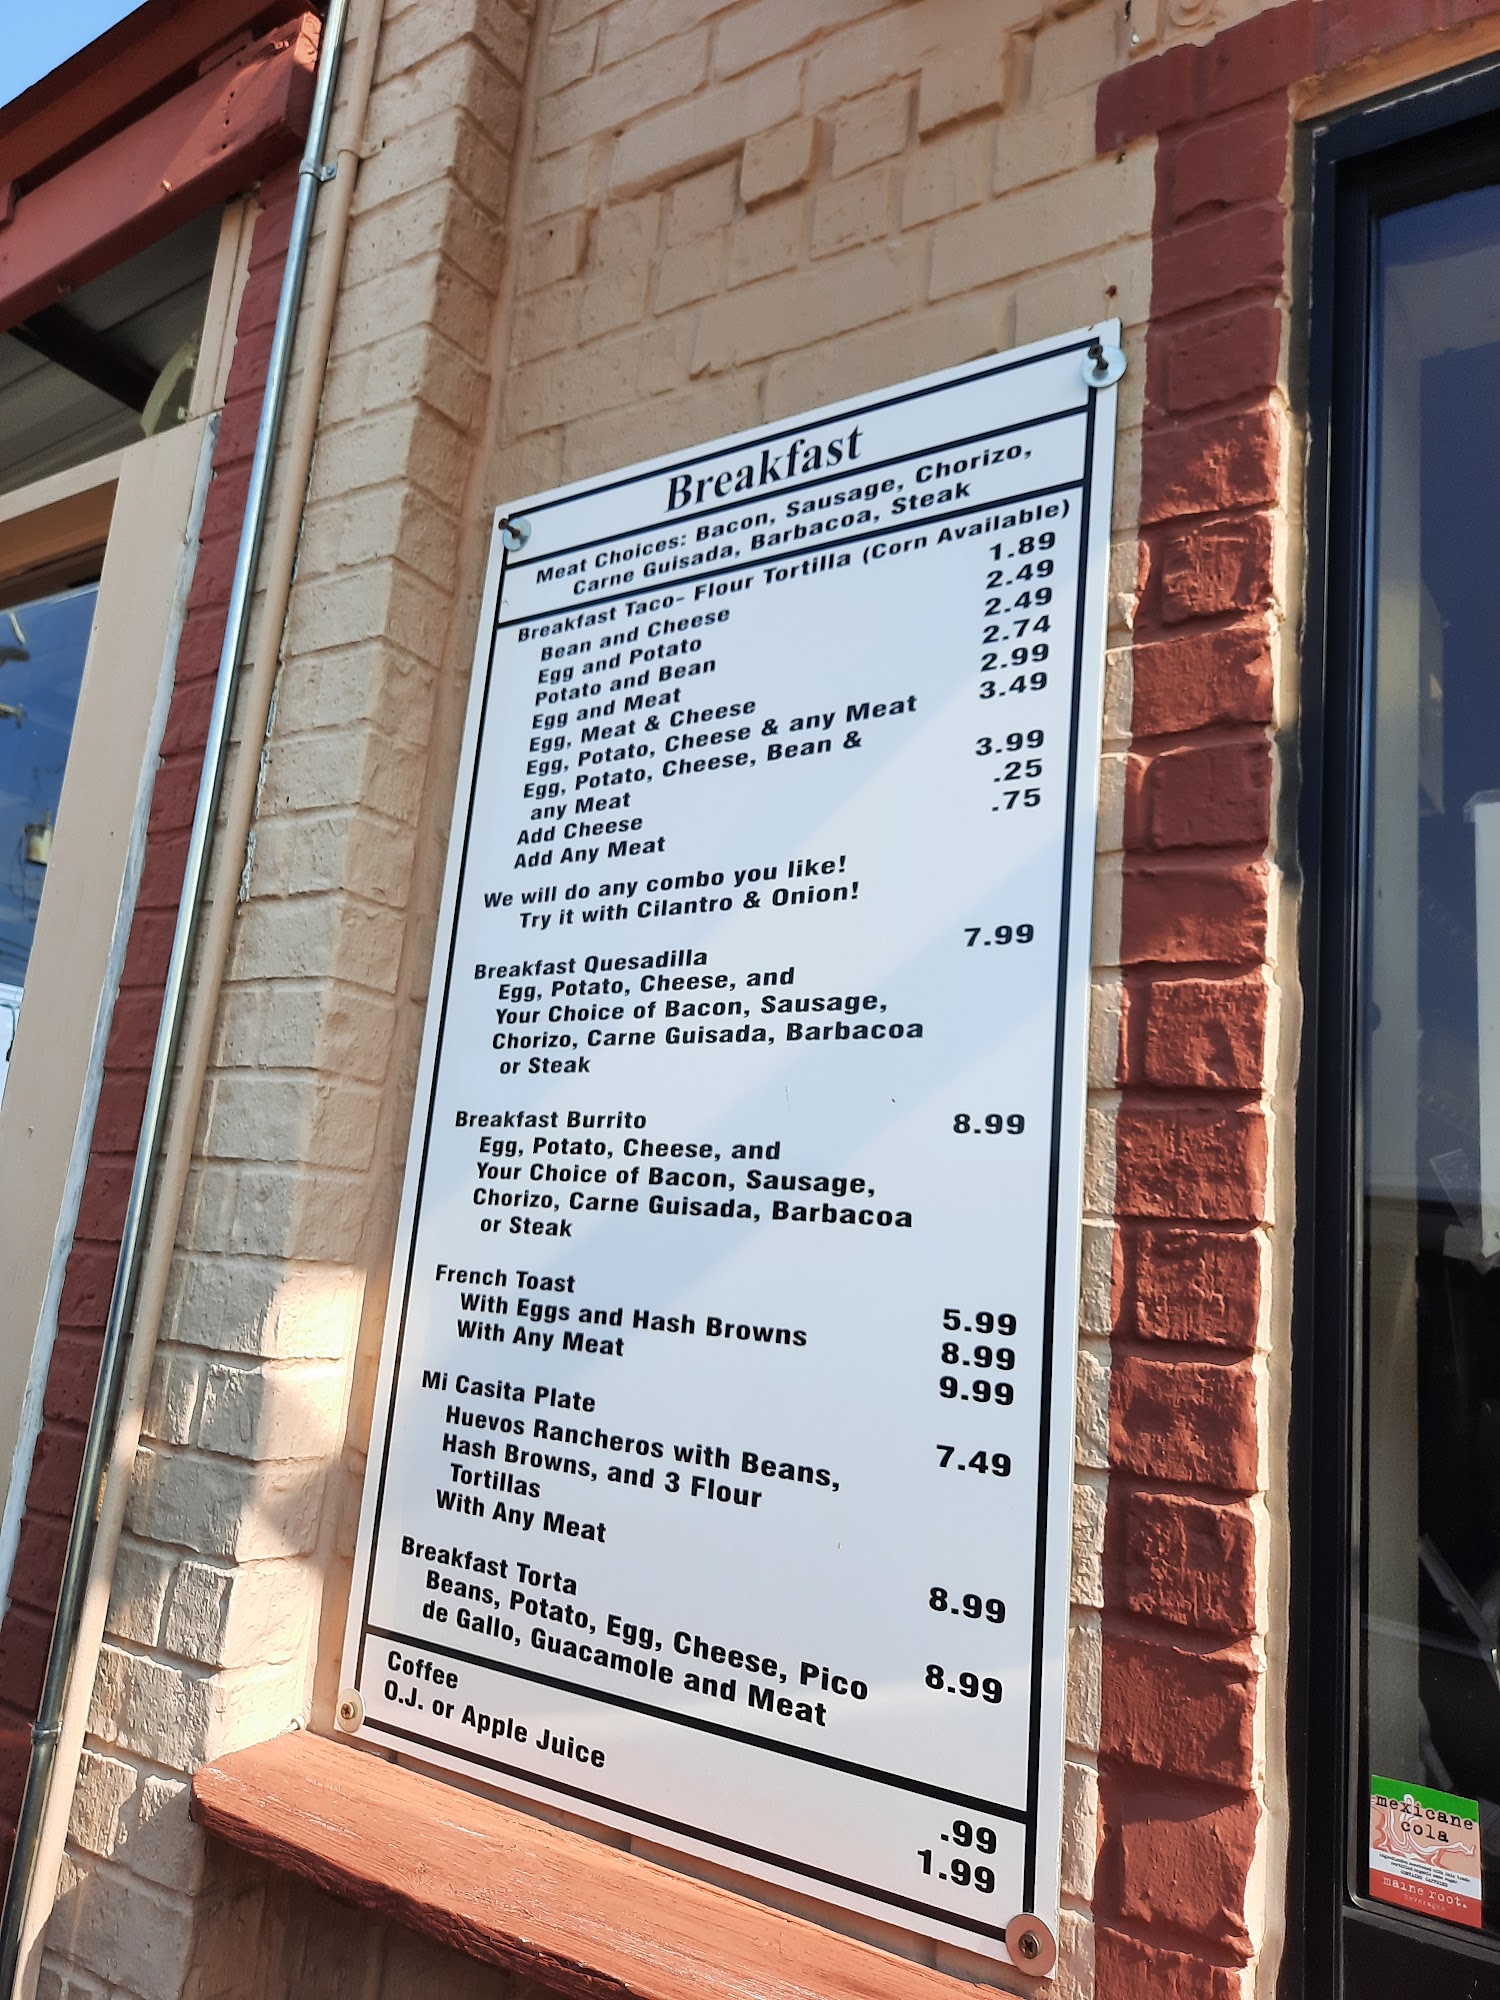 Breakfast
Meat Choices: Bacon, Sausage, Chorizo,
Carne Guisada, Barbacoa, Steak
Breakfast Taco- Flour Tortilla (Corn Available)
Bean and Cheese 1.89
Egg and Potato 2.49
Potato and Bean 2.49
Egg and Meat 2.74
Egg, Meat & Cheese 2.99
Egg, Potato, Cheese & any Meat 3.49
Egg, Potato, Cheese, Bean &
any Meat 3.99
Add Cheese .25
Add Any Meat .75
We will do any combo you like!
Try it with Cilantro & Onion!
Breakfast Quesadilla 7.99
Egg, Potato, Cheese, and
Your Choice of Bacon, Sausage,
Chorizo, Carne Guisada, Barbacoa
or Steak
Breakfast Burrito 8.99
Egg, Potato, Cheese, and
Your Choice of Bacon, Sausage,
Chorizo, Carne Guisada, Barbacoa
or Steak
French Toast 5.99
With Eggs and Hash Browns 8.99
With Any Meat 9.99
Mi Casita Plate 7.49
Huevos Rancheros with Beans,
Hash Browns, and 3 Flour
Tortillas
With Any Meat 8.99
Breakfast Torta 8.99
Beans, Potato, Egg, Cheese, Pico
de Gallo, Guacamole and Meat
Coffee .99
O.J. or Apple Juice 1.99
mexicane
cola
maine root.